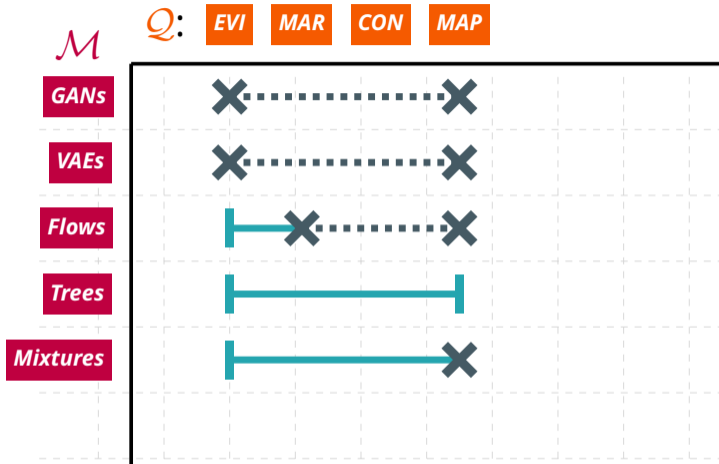 𝒬: EVI MAR CON MAP
ℳ
GANs
VAEs
Flows
Trees
Mixtures